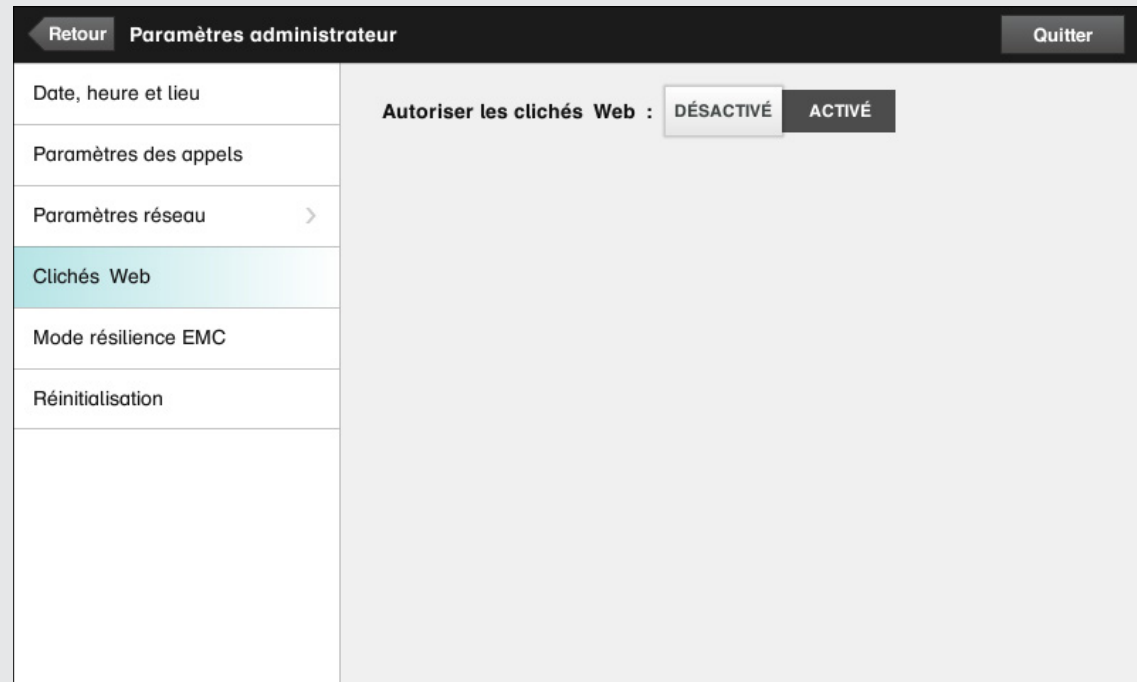 Retour Paramètres administrateur Quitter
Date, heure et lieu
Autoriser les clichés Web : DÉSACTIVÉ ACTIVÉ
Paramètres des appels
Paramètres réseau
Clichés Web
Mode résilience EMC
Réinitialisation